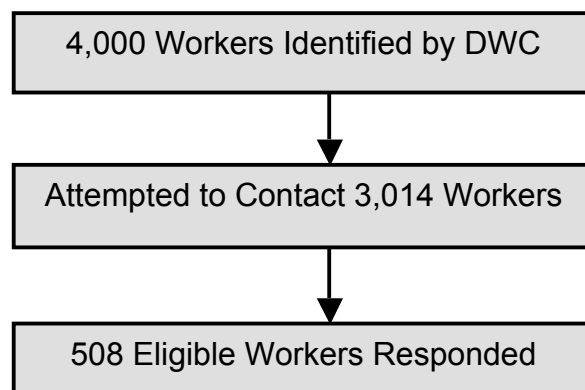 4,000 Workers Identified by DWC
Attempted to Contact 3,014 Workers
508 Eligible Workers Responded